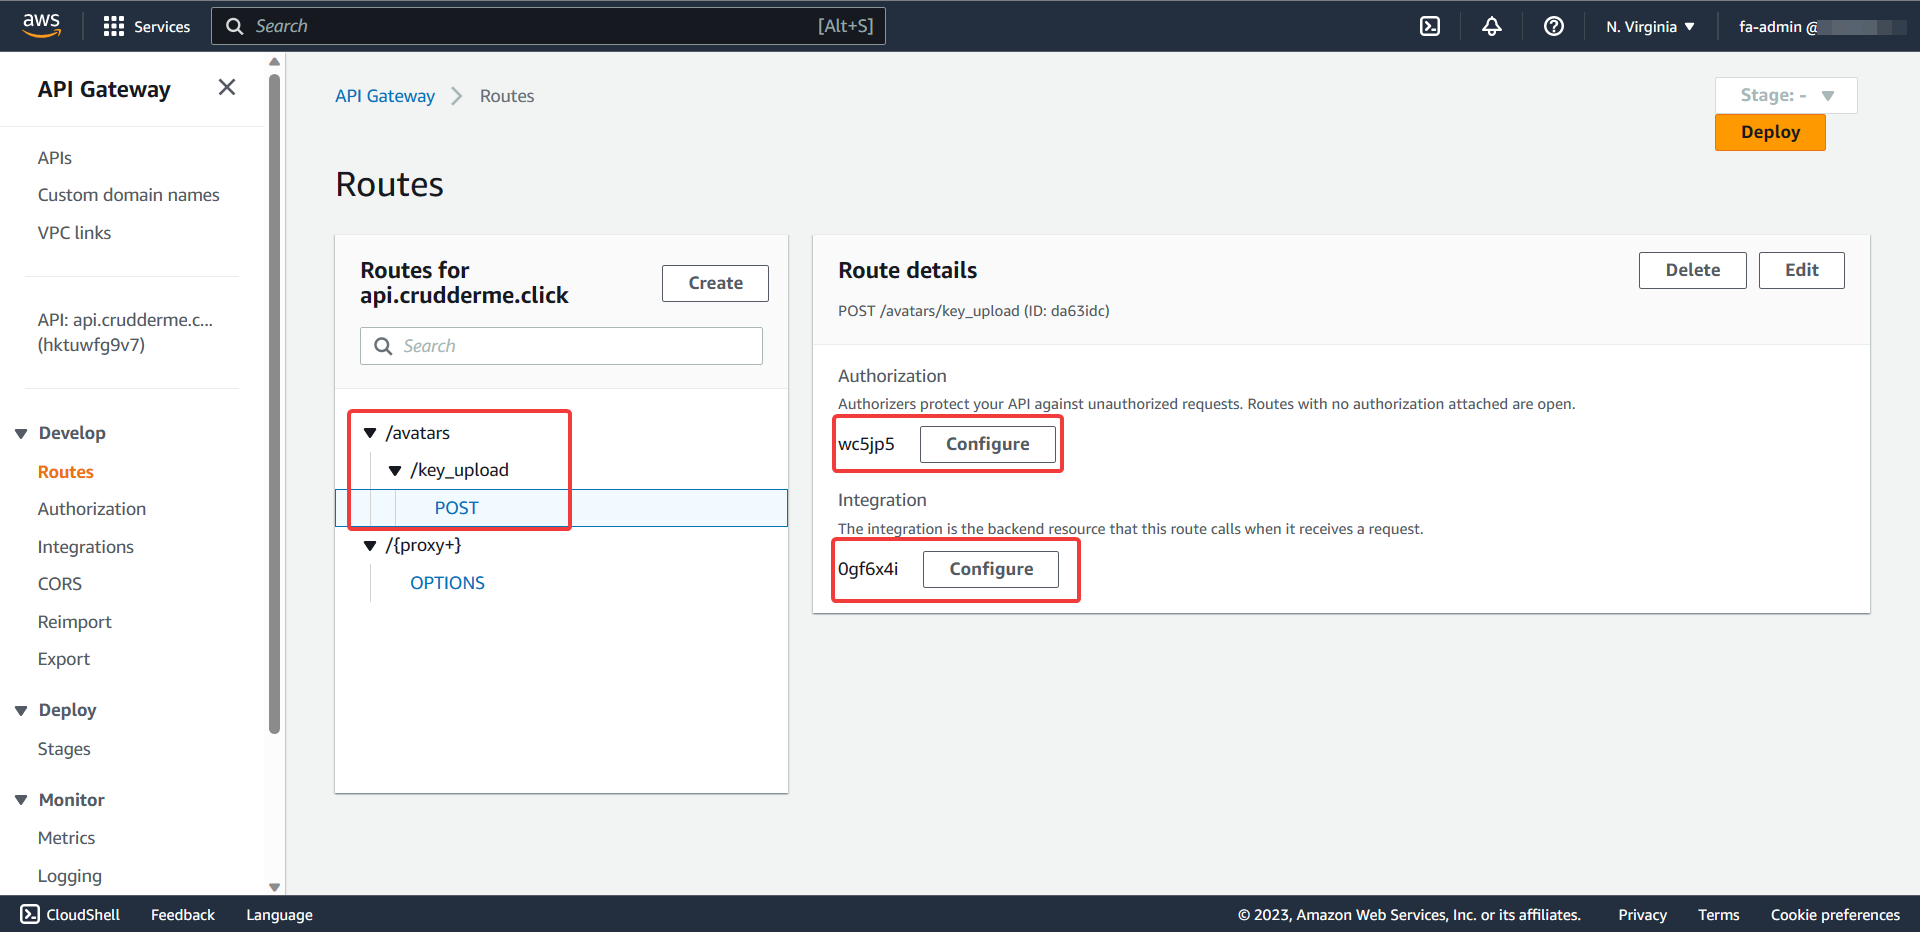 aws
Services
Search
[Alt+S]
N. Virginia
fa-admin @
API Gateway
APIs
Custom domain names
VPC links
API: api.crudderme.c...
(hktuwfg9v7)
Develop
Routes
Authorization
Integrations
CORS
Reimport
Export
Deploy
Stages
Monitor
Metrics
Logging
API Gateway
Routes
Stage: -
Deploy
Routes
Routes for
api.crudderme.click
Create
Search
/avatars
/key_upload
POST
/{proxy+}
OPTIONS
Route details
Delete
Edit
POST /avatars/key_upload (ID: da63idc)
Authorization
Authorizers protect your API against unauthorized requests. Routes with no authorization attached are open.
wc5jp5
Configure
Integration
The integration is the backend resource that this route calls when it receives a request.
0gf6x4i
Configure
CloudShell
Feedback
Language
© 2023, Amazon Web Services, Inc. or its affiliates.
Privacy
Terms
Cookie preferences